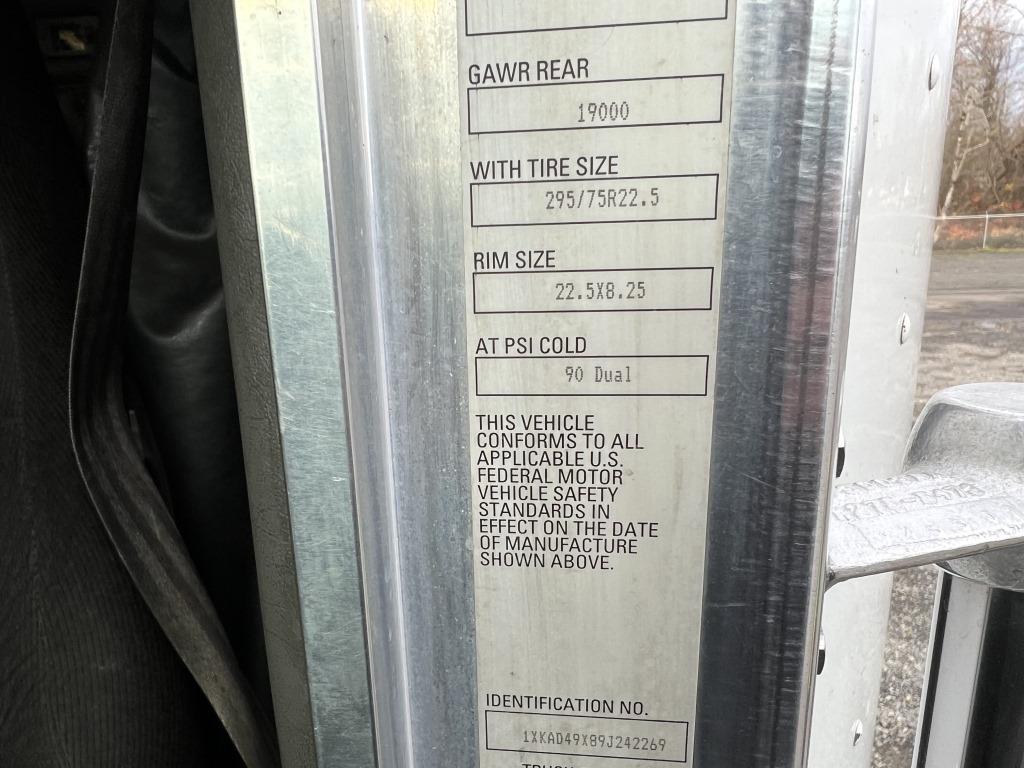 GAWR REAR
19000
WITH TIRE SIZE
295/75R22.5
RIM SIZE
22.5X8.25
AT PSI COLD
90 Dual
THIS VEHICLE
CONFORMS TO ALL
APPLICABLE U.S.
FEDERAL MOTOR
VEHICLE SAFETY
STANDARDS IN
EFFECT ON THE DATE
OF MANUFACTURE
SHOWN ABOVE.
IDENTIFICATION NO.
1XKAD49X89J242269